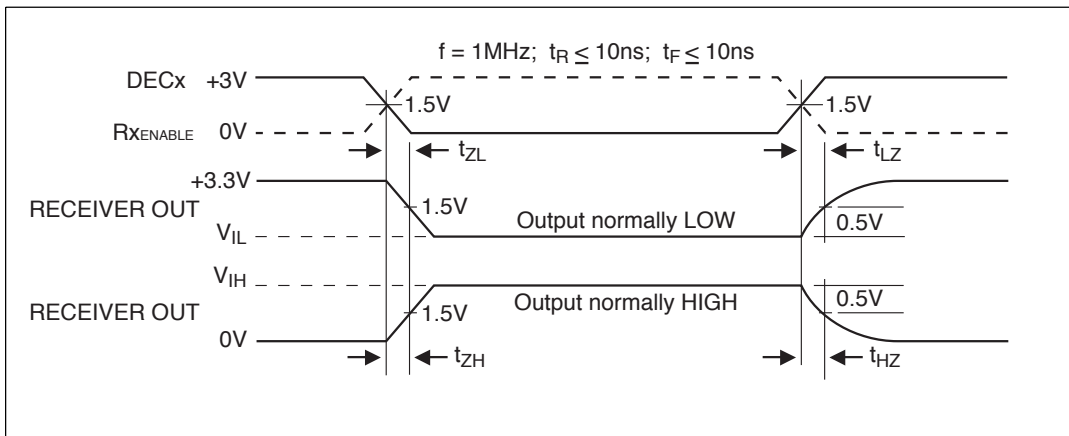 f = 1MHz; tR ≤ 10ns; tF ≤ 10ns
DECx +3V
1.5V
1.5V
RxENABLE 0V
tZL
tLZ
+3.3V
RECEIVER OUT
1.5V
Output normally LOW
0.5V
VIL
VIH
RECEIVER OUT
1.5V
Output normally HIGH
0.5V
0V
tZH
tHZ